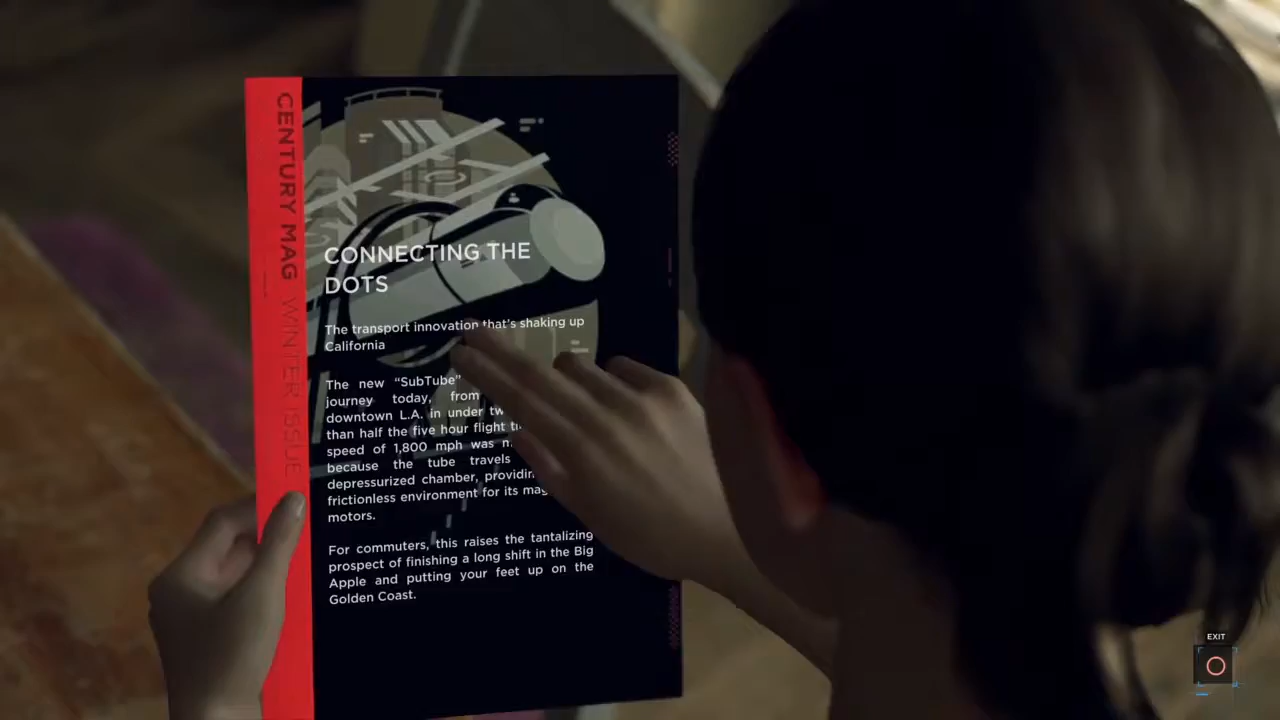 CENTURY MAG WINTER ISSUE
CONNECTING THE
DOTS
The transport innovation that's shaking up
California
The new “SubTube”
journey today, from
downtown L.A. in under
than half the five hour flight
speed of 1,800 mph was
because the tube travels
depressurized chamber,
frictionless environment for its
motors.
For commuters, this raises the tantalizing
prospect of finishing a long shift in the Big
Apple and putting your feet up on the
Golden Coast.
EXIT